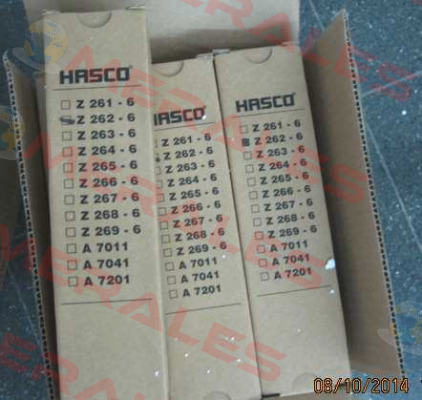 HASCO
Z 261 - 6
Z 262 - 6
Z 263 - 6
Z 264 - 6
Z 265 - 6
Z 266 - 6
Z 267 - 6
Z 268 - 6
Z 269 - 6
A 7011
A 7041
A 7201
HASCO
Z 261 - 6
Z 262 - 6
Z 263 - 6
Z 264 - 6
Z 265 - 6
Z 266 - 6
Z 267 - 6
Z 268 - 6
Z 269 - 6
A 7011
A 7041
A 7201
HASCO
Z 261 - 6
Z 262 - 6
Z 263 - 6
Z 264 - 6
Z 265 - 6
Z 266 - 6
Z 267 - 6
Z 268 - 6
Z 269 - 6
A 7011
A 7041
A 7201
MERALES
MERALES
08/10/2014